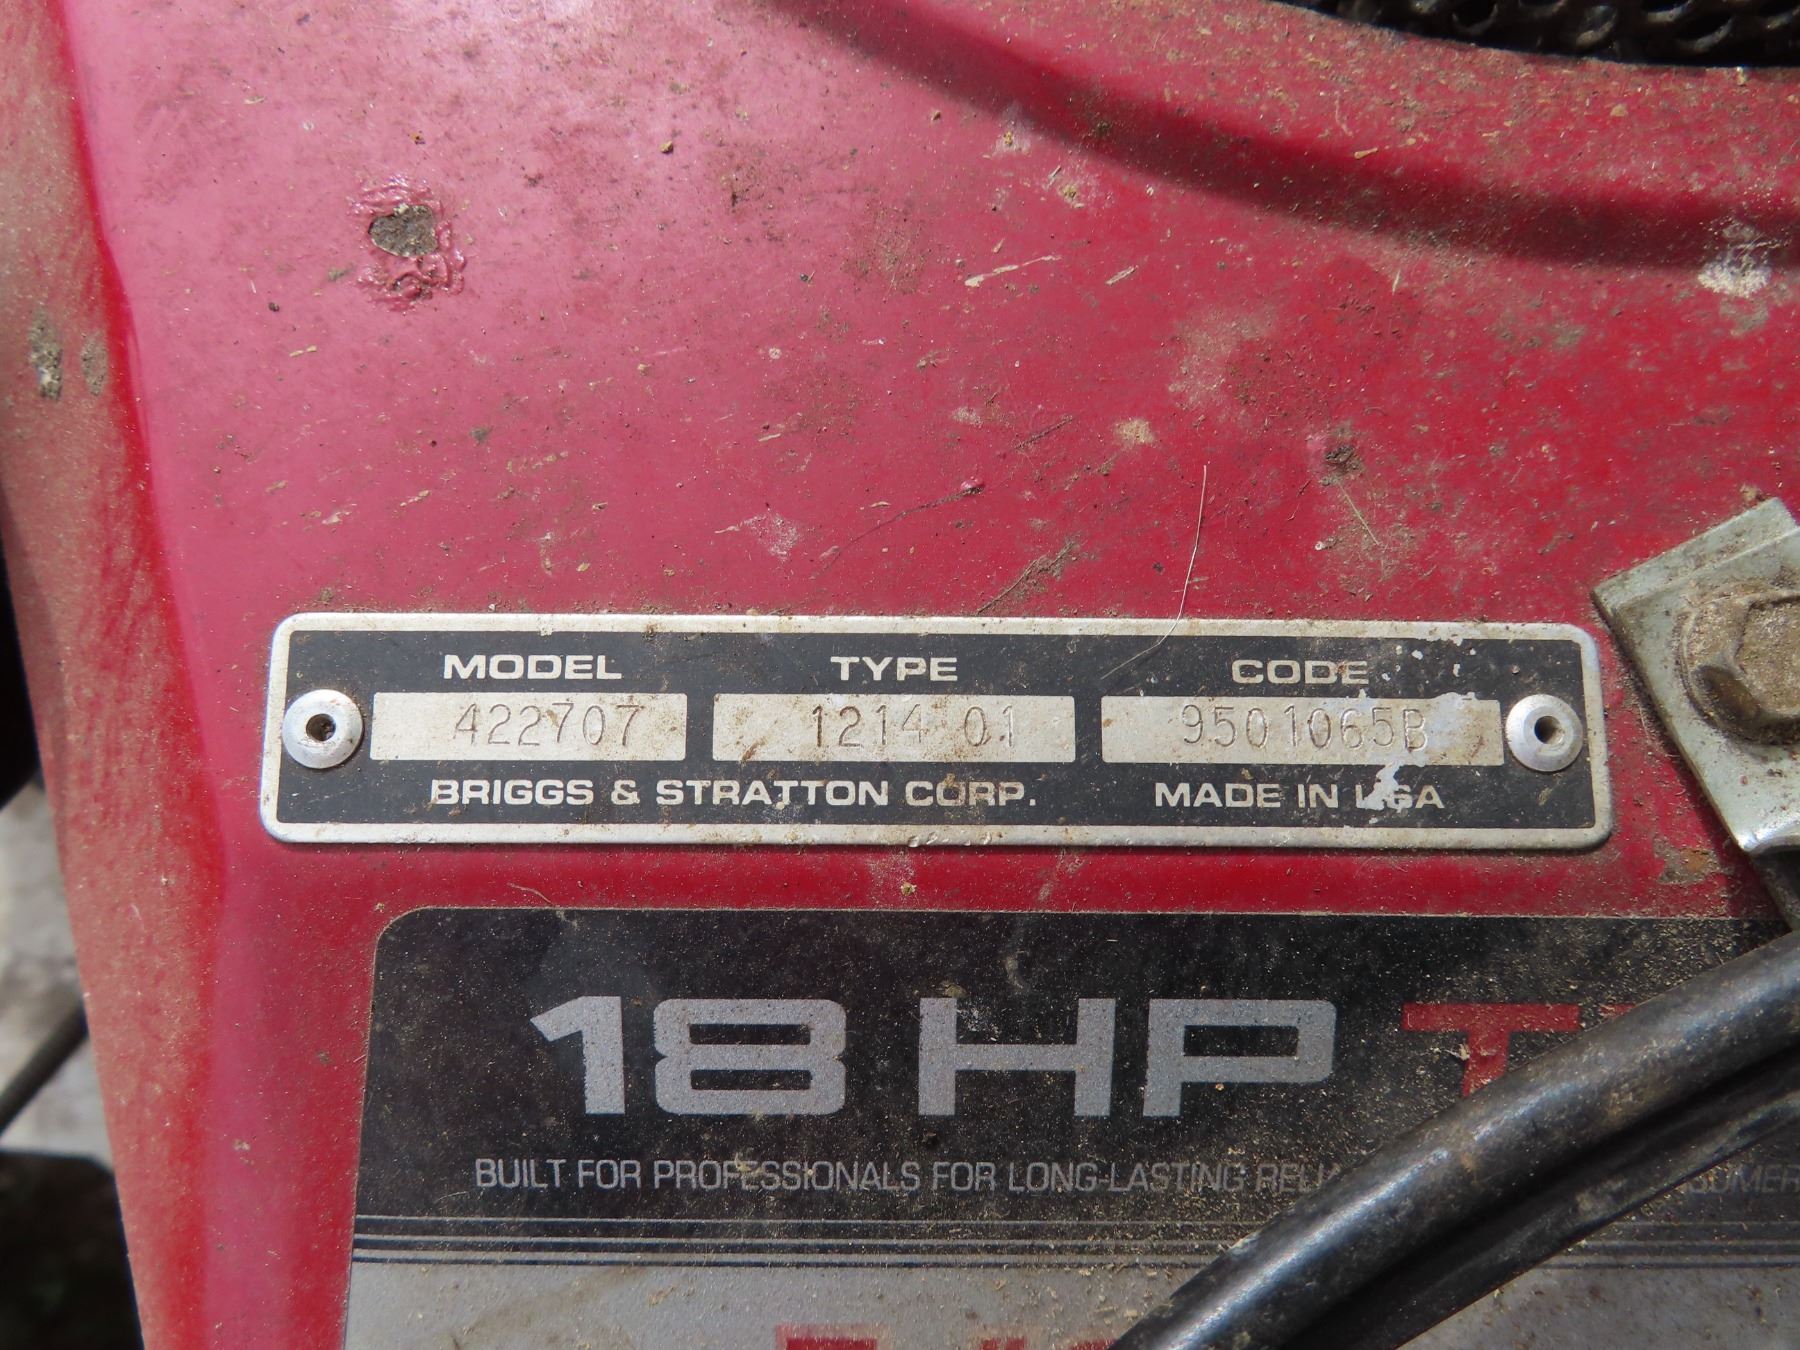 MODEL TYPE CODE
422707 1214 01 9501065B
BRIGGS & STRATTON CORP. MADE IN USA
18 HP
BUILT FOR PROFESSIONALS FOR LONG-LASTING